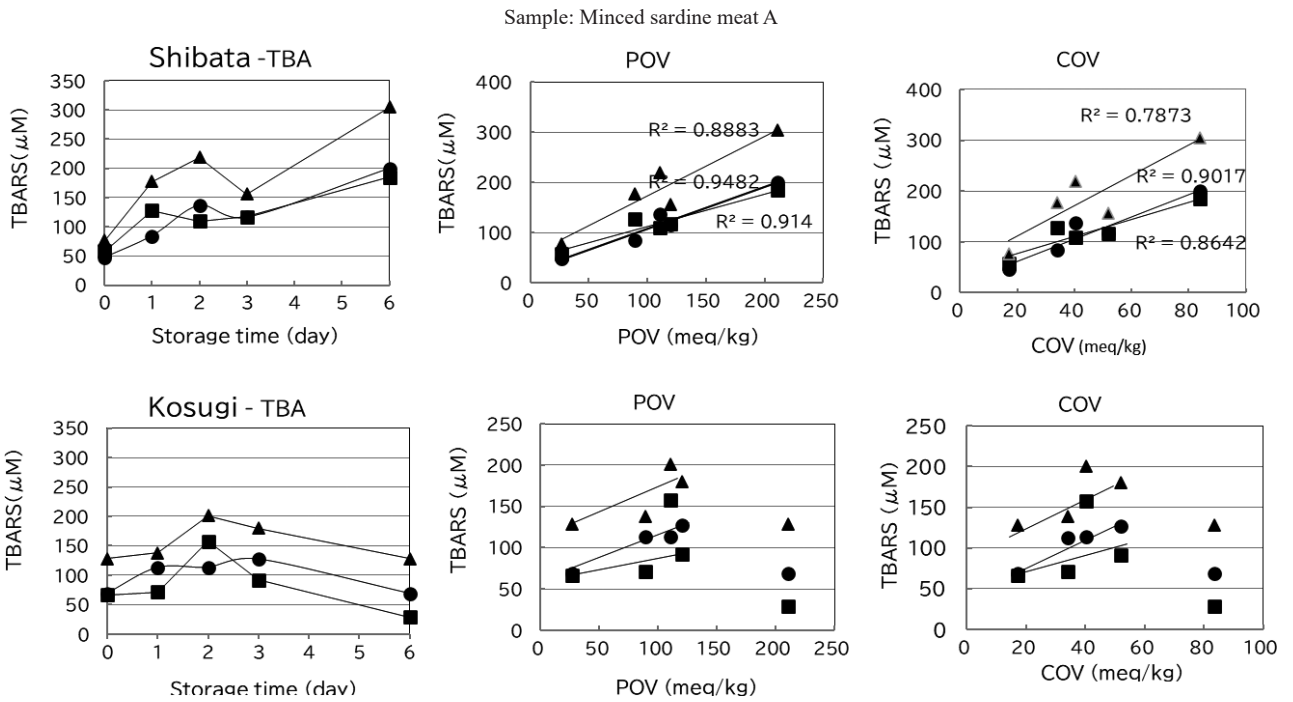 Sample: Minced sardine meat A
Shibata -TBA
350
300
250
200
150
100
50
0
0 1 2 3 4 5 6
TBARS(μM)
Storage time (day)
POV
400
300
200
100
0
0 50 100 150 200 250
TBARS(μM)
R² = 0.8883
R² = 0.9482
R² = 0.914
POV (meq/kg)
COV
400
300
200
100
0
0 20 40 60 80 100
TBARS (μM)
R² = 0.7873
R² = 0.9017
R² = 0.8642
COV (meq/kg)
Kosugi - TBA
350
300
250
200
150
100
50
0
0 1 2 3 4 5 6
TBARS(μM)
Storage time (day)
POV
250
200
150
100
50
0
0 50 100 150 200 250
TBARS (μM)
POV (meq/kg)
COV
250
200
150
100
50
0
0 20 40 60 80 100
TBARS (μM)
COV (meq/kg)